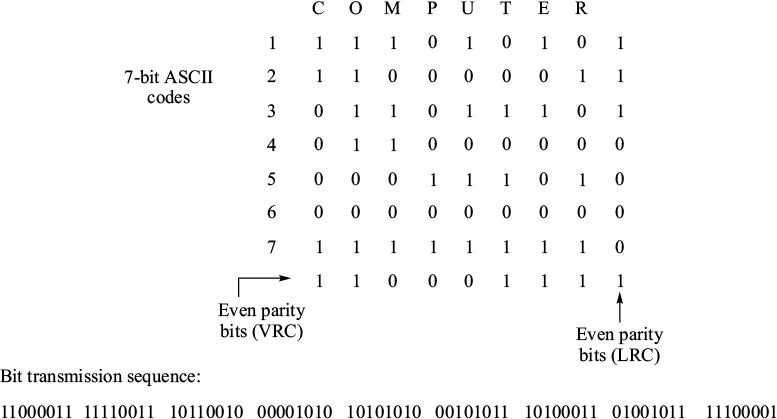 C O M P U T E R
1 1 1 1 0 1 0 1 0 1
7-bit ASCII codes
2 1 1 0 0 0 0 0 1 1
3 0 1 1 0 1 1 1 0 1
4 0 1 1 0 0 0 0 0 0
5 0 0 0 1 1 1 0 1 0
6 0 0 0 0 0 0 0 0 0
7 1 1 1 1 1 1 1 1 0
1 1 0 0 0 1 1 1 1
Even parity
bits (VRC)
Even parity
bits (LRC)
Bit transmission sequence:
11000011 11110011 10110010 00001010 10101010 00101011 10100011 01001011 11100001